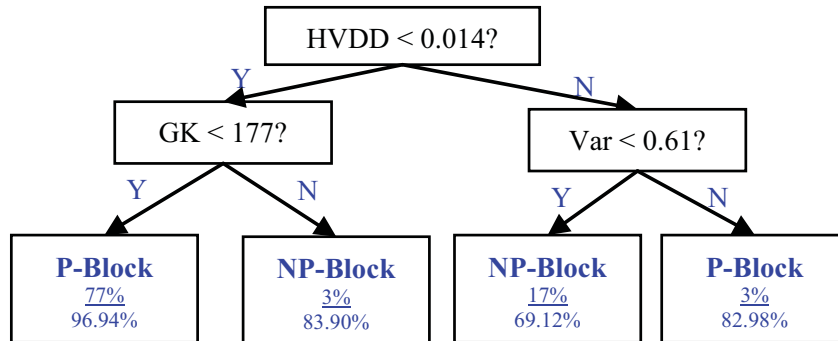 HVDD < 0.014?
Y
N
GK < 177?
Var < 0.61?
Y
N
Y
N
P-Block
77%
96.94%
NP-Block
3%
83.90%
NP-Block
17%
69.12%
P-Block
3%
82.98%